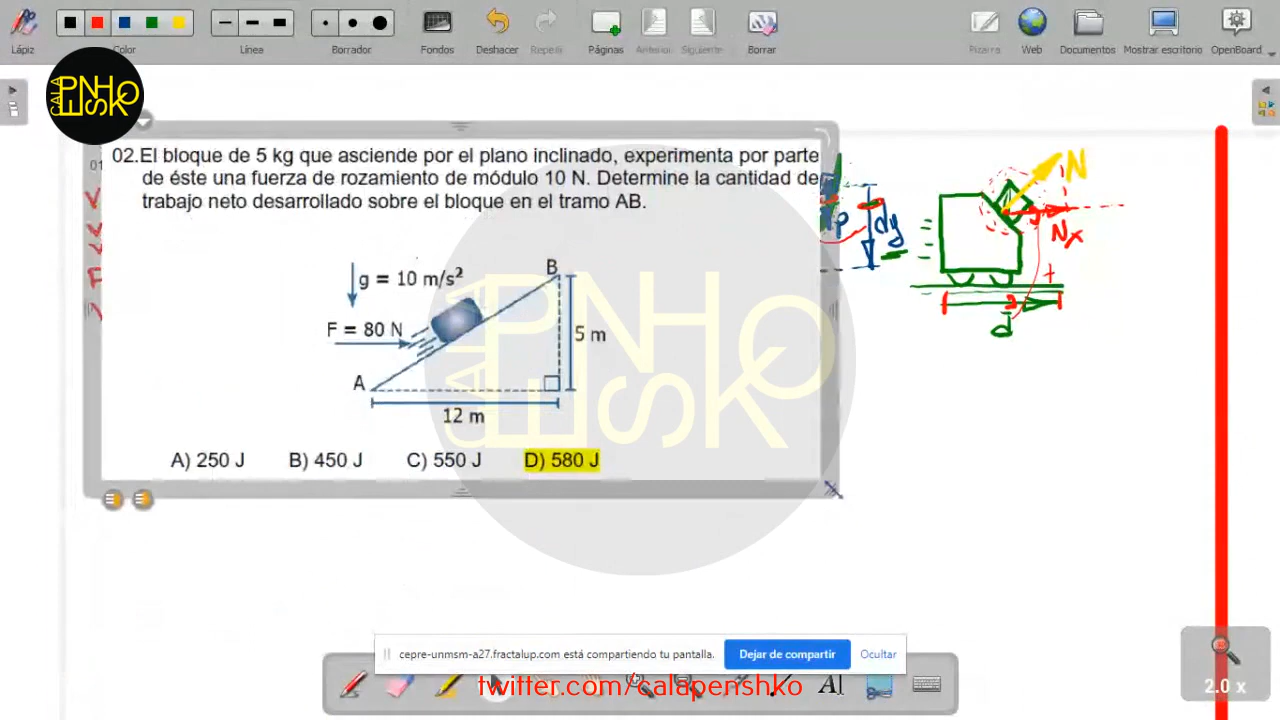 Lápiz
Color
Línea
Borrador
Fondos
Deshacer
Repetir
Páginas
Anterior
Siguiente
Borrar
Pizarra
Web
Documentos
Mostrar escritorio
OpenBoard
CALA
PENHOESKO
01
02.El bloque de 5 kg que asciende por el plano inclinado, experimenta por parte
de éste una fuerza de rozamiento de módulo 10 N. Determine la cantidad de
trabajo neto desarrollado sobre el bloque en el tramo AB.
g = 10 m/s²
F = 80 N
A
B
5 m
12 m
A) 250 J B) 450 J C) 550 J D) 580 J
dy
N
Nx
+
d
cepre-unmsm-a27.fractalup.com está compartiendo tu pantalla.
Dejar de compartir
Ocultar
twitter.com/calapenshko
2.0 x